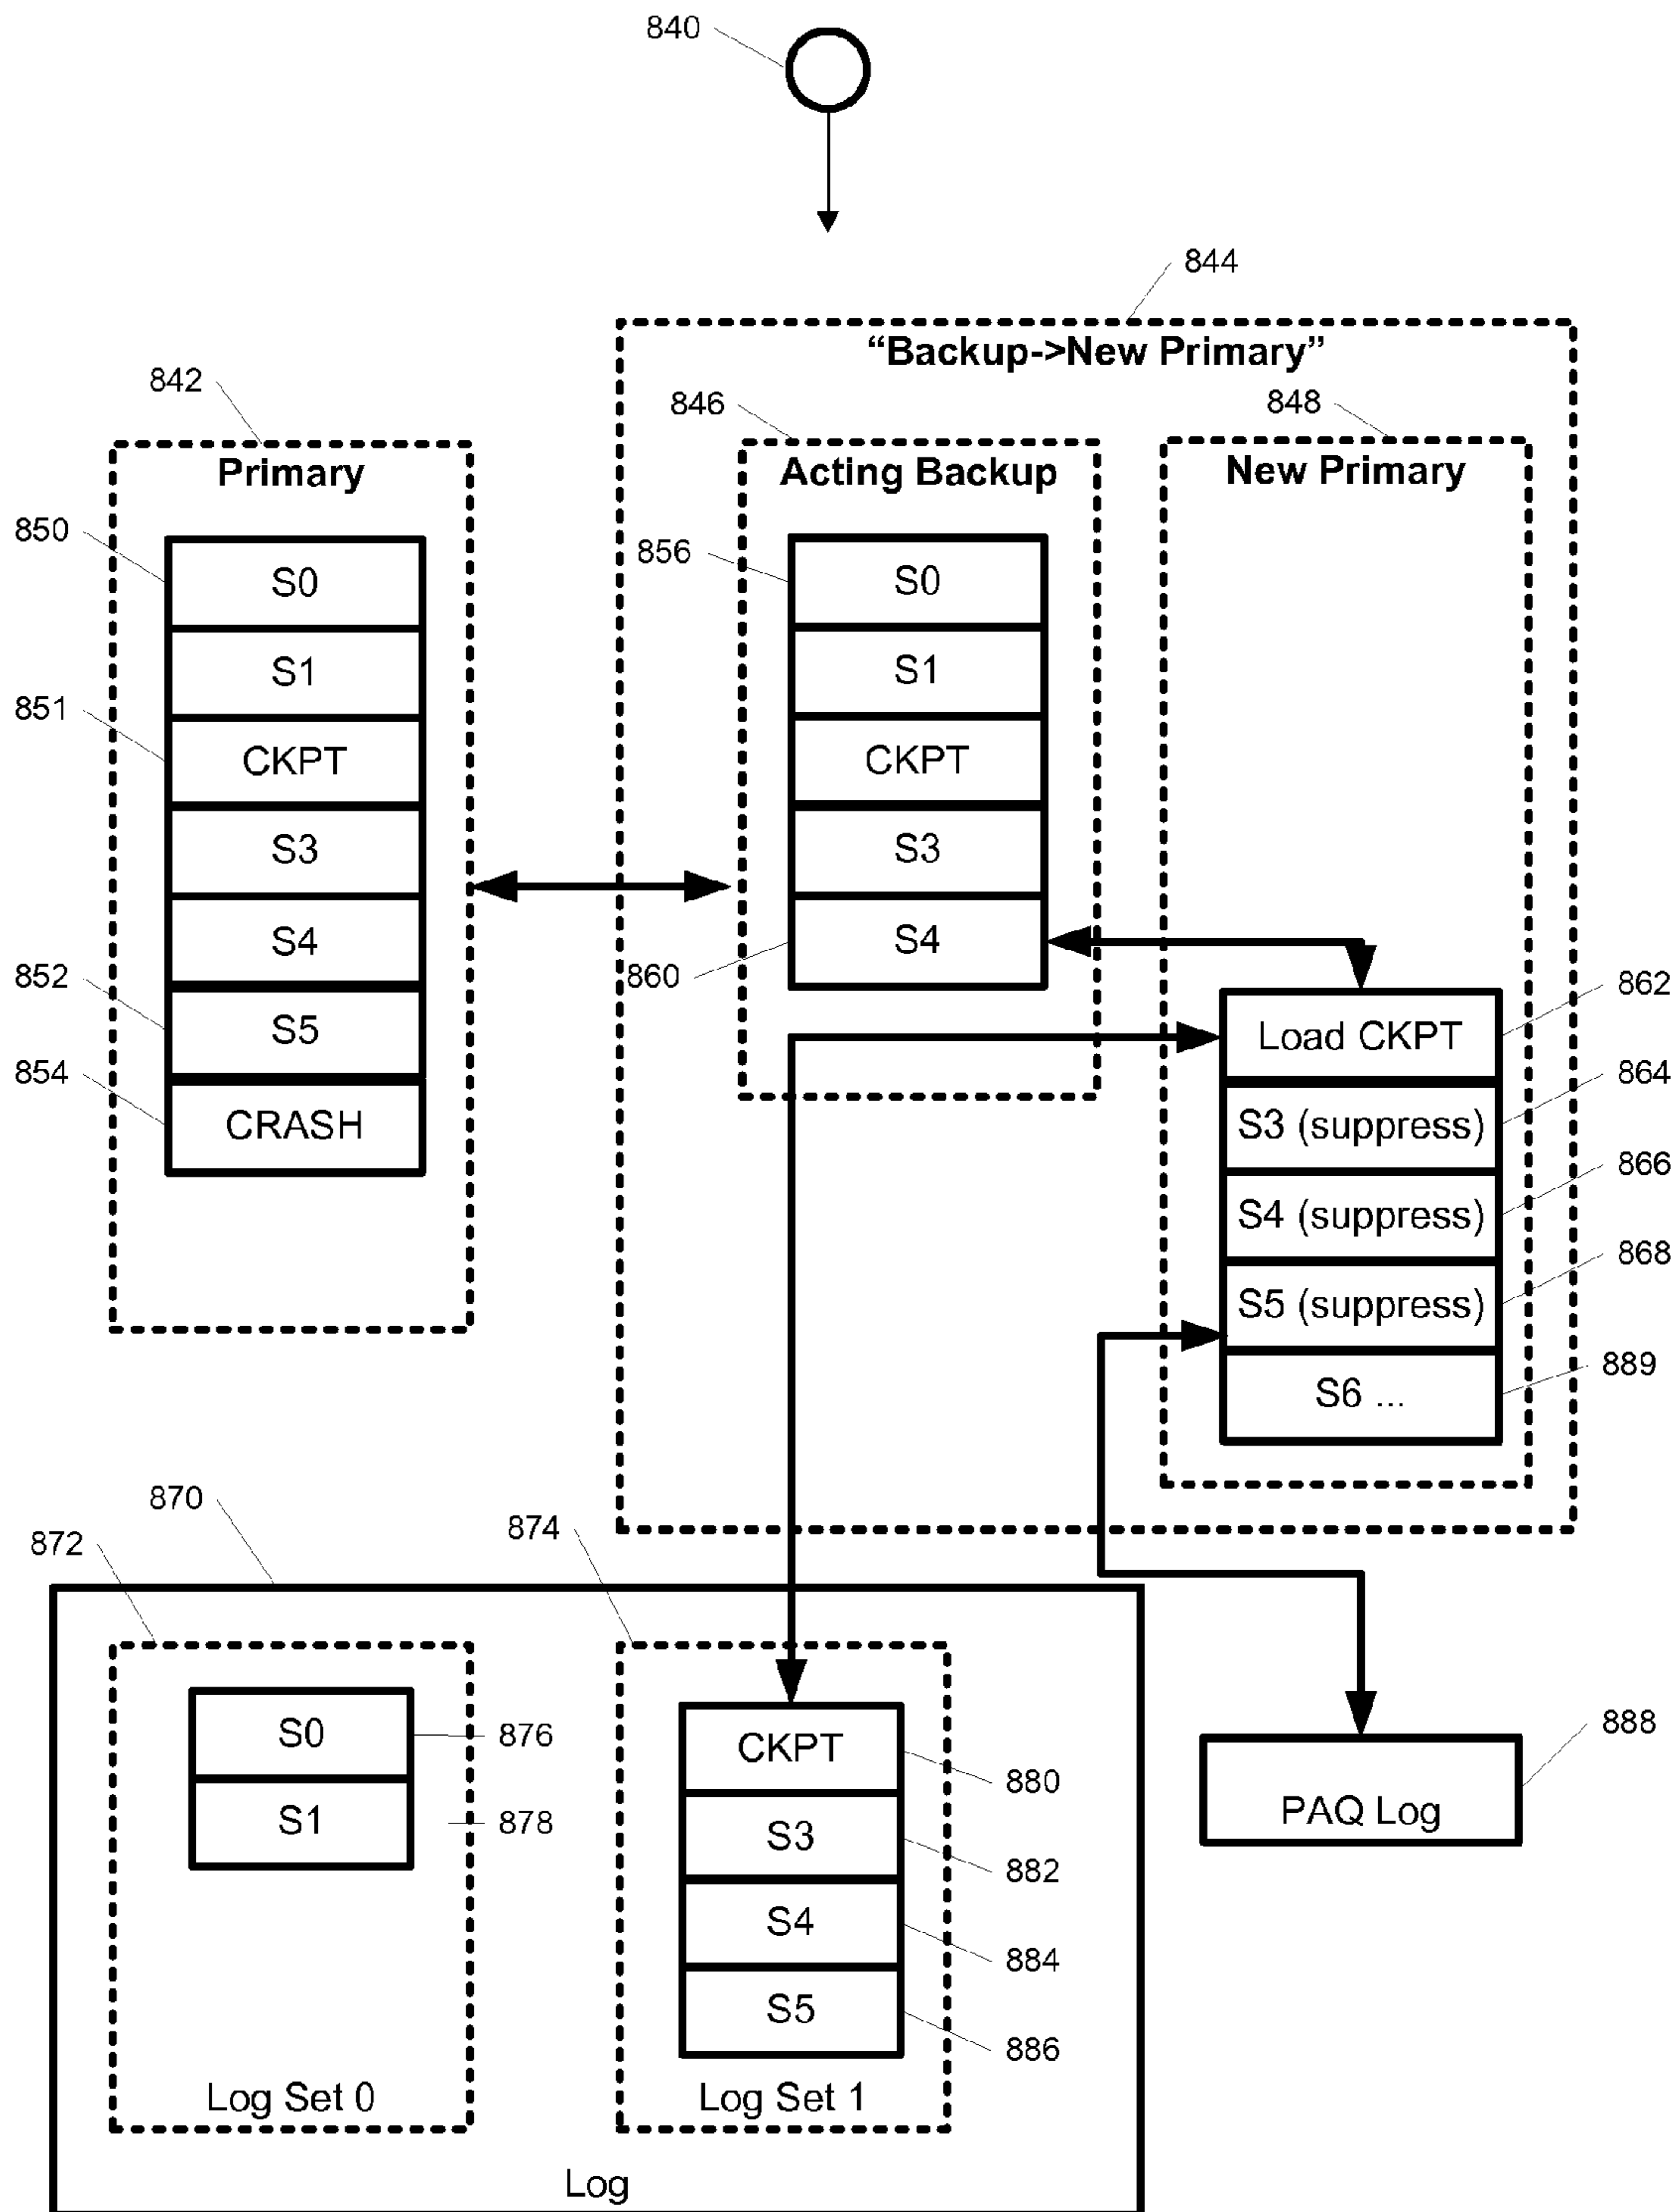 840
844
“Backup->New Primary”
842
846
848
Primary
Acting Backup
New Primary
850
S0
S1
851
CKPT
S3
S4
852
S5
854
CRASH
856
S0
S1
CKPT
S3
S4
860
862
Load CKPT
864
S3 (suppress)
866
S4 (suppress)
868
S5 (suppress)
889
S6 ...
870
872
874
S0
876
S1
878
Log Set 0
CKPT
880
S3
882
S4
884
S5
886
Log Set 1
Log
888
PAQ Log